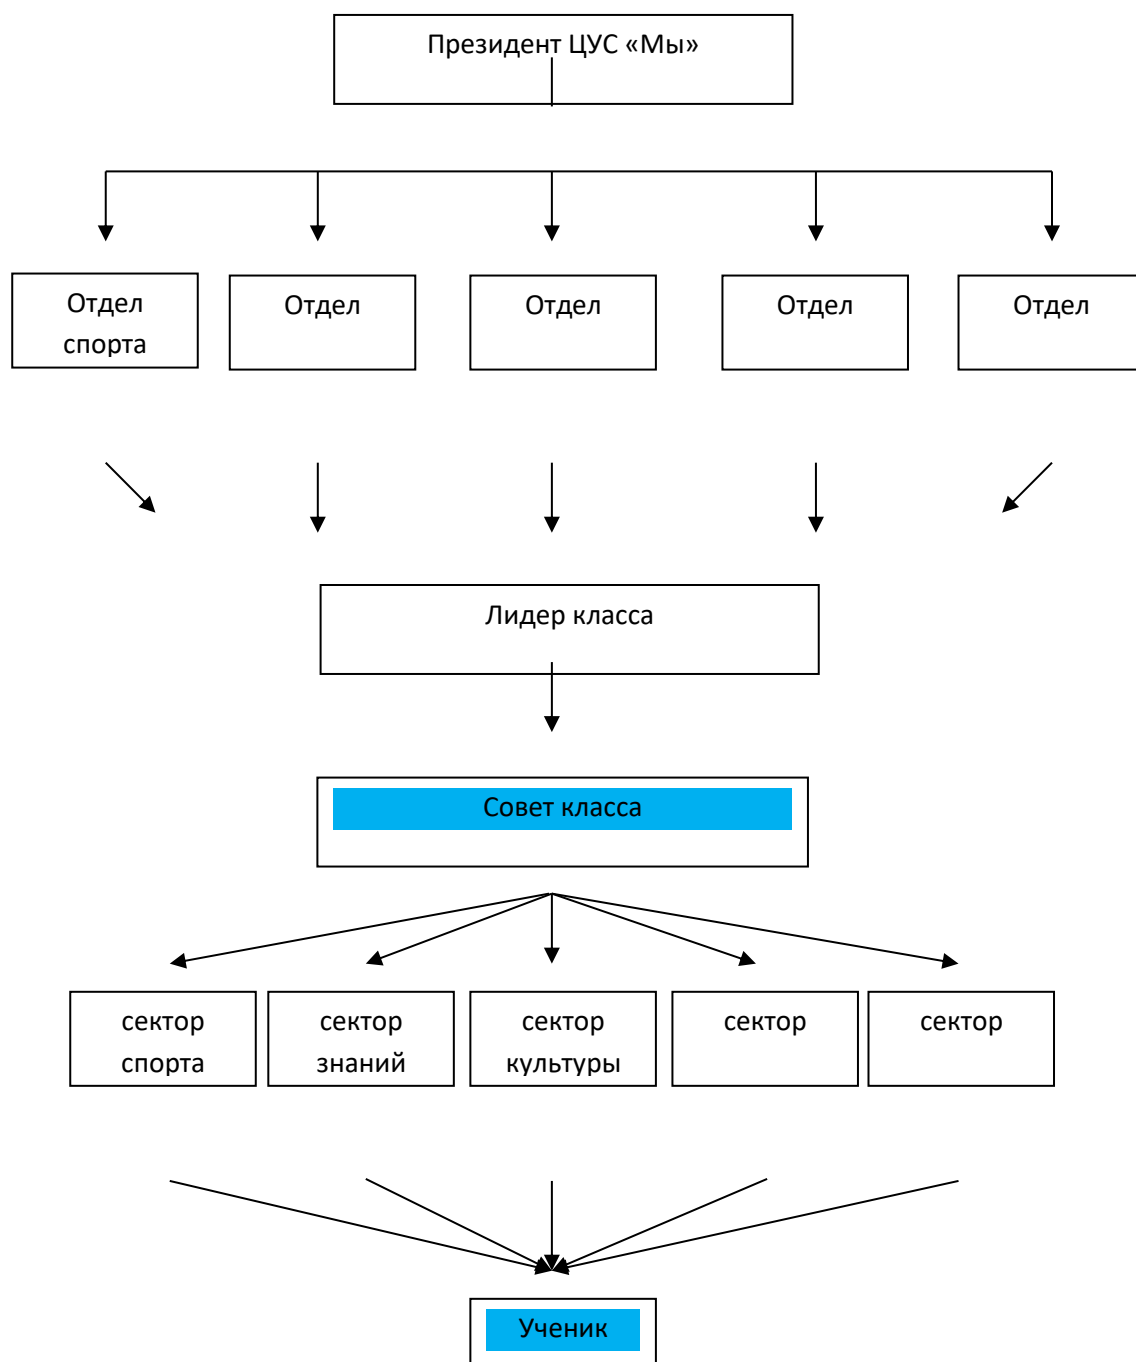 Президент ЦУС «Мы»
Отдел
спорта
Отдел
Отдел
Отдел
Отдел
Лидер класса
Совет класса
сектор
спорта
сектор
знаний
сектор
культуры
сектор
сектор
Ученик